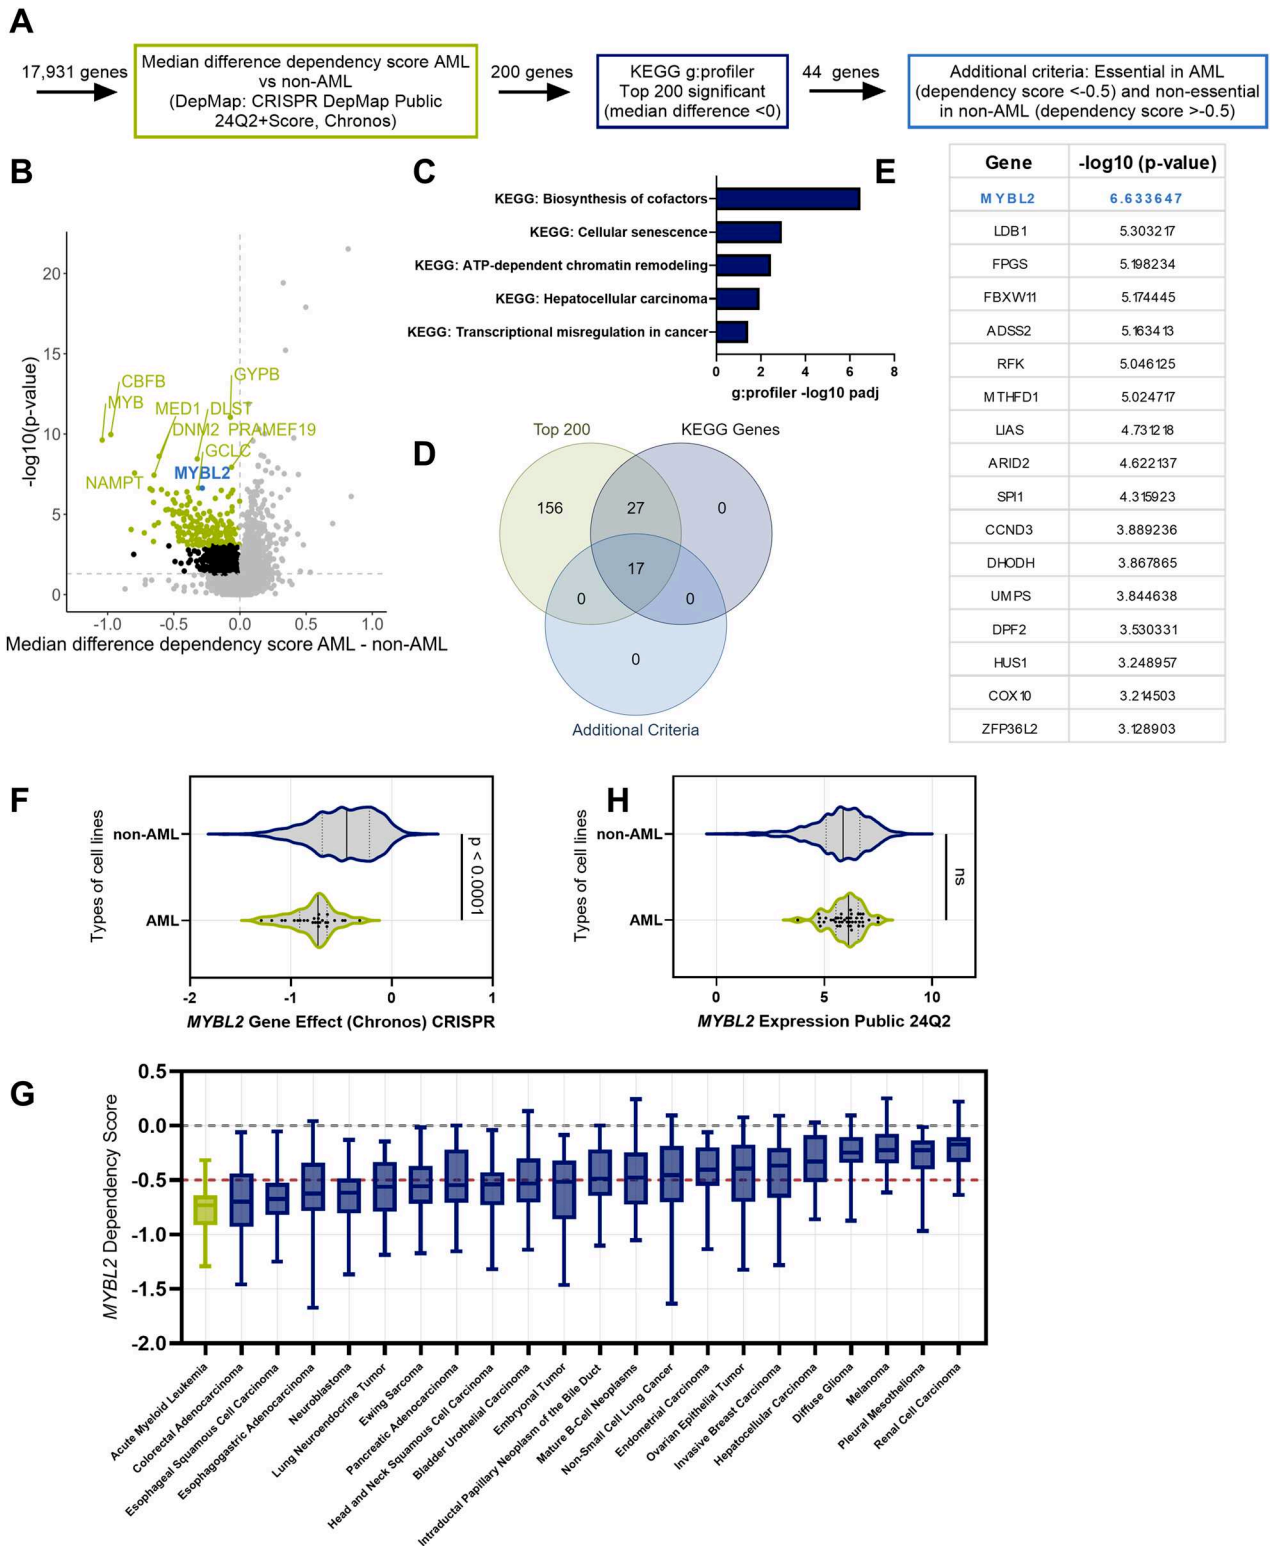 A
17,931 genes
Median difference dependency score AML
vs non-AML
(DepMap: CRISPR DepMap Public
24Q2+Score, Chronos)
200 genes
KEGG g:profiler
Top 200 significant
(median difference <0)
44 genes
Additional criteria: Essential in AML
(dependency score <-0.5) and non-essential
in non-AML (dependency score >-0.5)
B
-log10(p-value)
20
15
10
5
0
CBFB
MYB
GYPB
MED1
DLST
DNM2
PRAMEF19
GCLC
MYBL2
NAMPT
-1.0
-0.5
0.0
0.5
1.0
Median difference dependency score AML - non-AML
C
KEGG: Biosynthesis of cofactors
KEGG: Cellular senescence
KEGG: ATP-dependent chromatin remodeling
KEGG: Hepatocellular carcinoma
KEGG: Transcriptional misregulation in cancer
0
2
4
6
8
g:profiler -log10 padj
D
Top 200
KEGG Genes
156
27
0
17
0
0
0
Additional Criteria
E
Gene -log10 (p-value)
MYBL2 6.633647
LDB1 5.303217
FPGS 5.198234
FBXW11 5.174445
ADSS2 5.163413
RFK 5.046125
MTHFD1 5.024717
LIAS 4.731218
ARID2 4.622137
SPI1 4.315923
CCND3 3.889236
DHODH 3.867865
UMPS 3.844638
DPF2 3.530331
HUS1 3.248957
COX10 3.214503
ZFP36L2 3.128903
F
Types of cell lines
non-AML
AML
p < 0.0001
-2
-1
0
1
MYBL2 Gene Effect (Chronos) CRISPR
H
Types of cell lines
non-AML
AML
ns
0
5
10
MYBL2 Expression Public 24Q2
G
MYBL2 Dependency Score
0.5
0.0
-0.5
-1.0
-1.5
-2.0
Acute Myeloid Leukemia
Colorectal Adenocarcinoma
Esophageal Squamous Cell Carcinoma
Esophagogastric Adenocarcinoma
Neuroblastoma
Lung Neuroendocrine Tumor
Ewing Sarcoma
Pancreatic Adenocarcinoma
Head and Neck Squamous Cell Carcinoma
Bladder Urothelial Carcinoma
Embryonal Tumor
Intraductal Papillary Neoplasm of the Bile Duct
Mature B-Cell Neoplasms
Non-Small Cell Lung Cancer
Endometrial Carcinoma
Ovarian Epithelial Tumor
Invasive Breast Carcinoma
Hepatocellular Carcinoma
Diffuse Glioma
Melanoma
Pleural Mesothelioma
Renal Cell Carcinoma